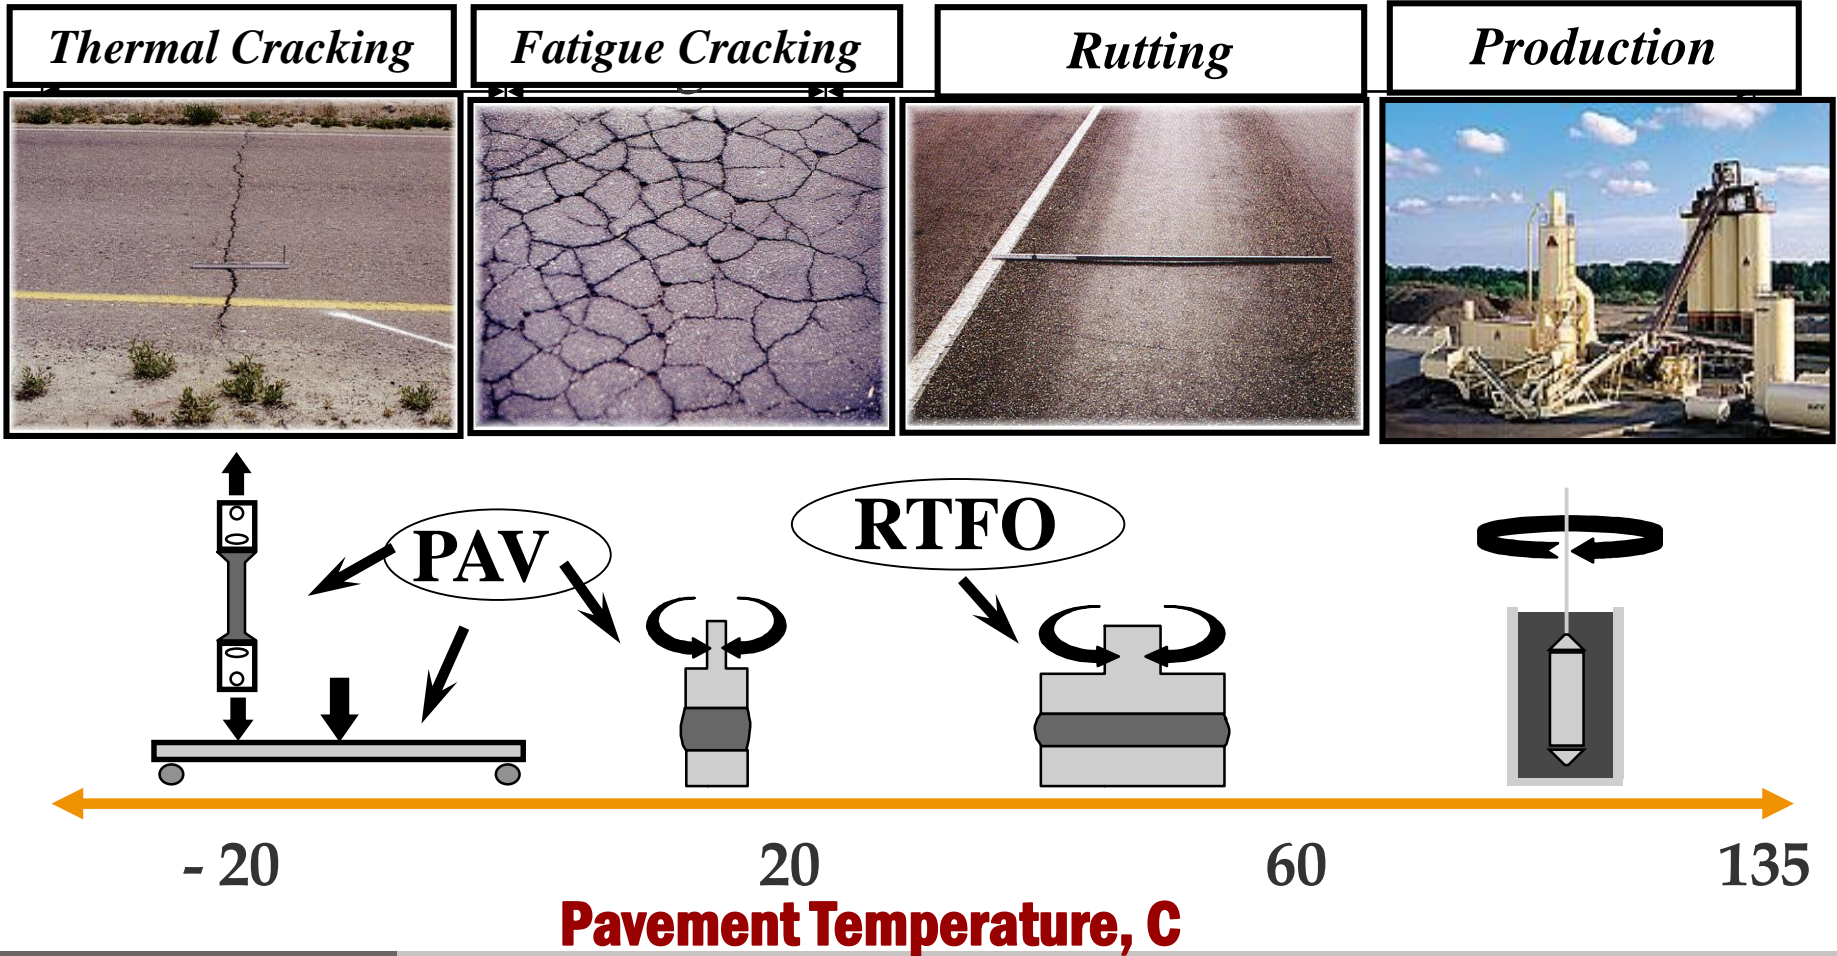 Thermal Cracking
Fatigue Cracking
Rutting
Production
PAV
RTFO
- 20
20
60
135
Pavement Temperature, C